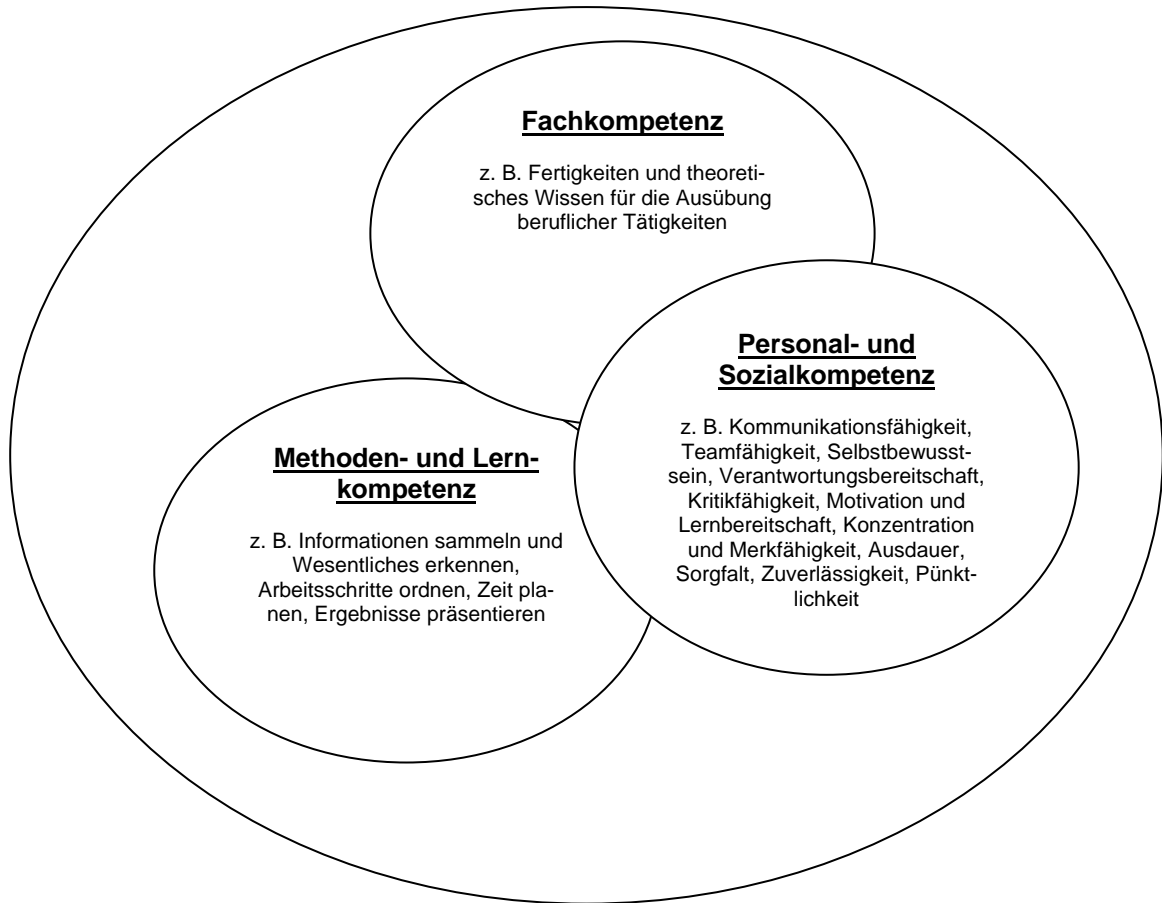 Fachkompetenz
z. B. Fertigkeiten und theoreti-
sches Wissen für die Ausübung
beruflicher Tätigkeiten
Personal- und
Sozialkompetenz
z. B. Kommunikationsfähigkeit,
Teamfähigkeit, Selbstbewusst-
sein, Verantwortungsbereitschaft,
Kritikfähigkeit, Motivation und
Lernbereitschaft, Konzentration
und Merkfähigkeit, Ausdauer,
Sorgfalt, Zuverlässigkeit, Pünkt-
lichkeit
Methoden- und Lern-
kompetenz
z. B. Informationen sammeln und
Wesentliches erkennen,
Arbeitsschritte ordnen, Zeit pla-
nen, Ergebnisse präsentieren